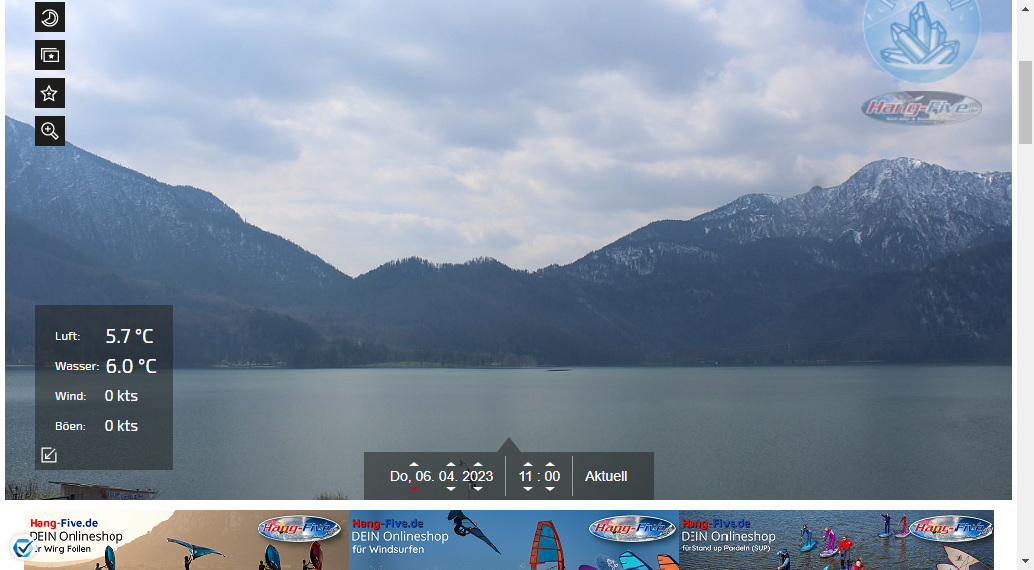 Hang-Five.de
Luft: 5.7 °C
Wasser: 6.0 °C
Wind: 0 kts
Böen: 0 kts
Do, 06. 04. 2023 11 : 00 Aktuell
Hang-Five.de
DEIN Onlineshop
für Wing Foilen
Hang-Five
Hang-Five.de
DEIN Onlineshop
für Windsurfen
Hang-Five
Hang-Five.de
DEIN Onlineshop
für Stand up Paddeln (SUP)
Hang-Five